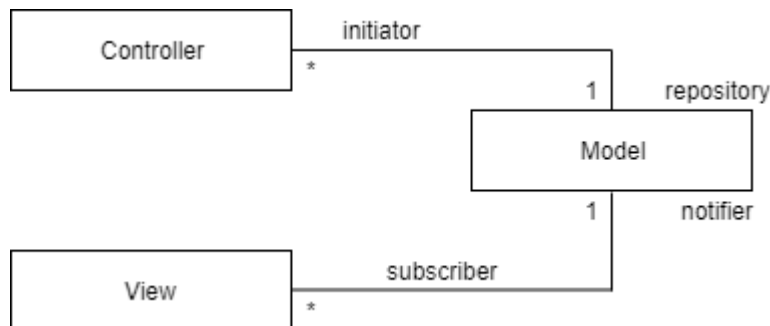 initiator
Controller
*
1 repository
Model
1 notifier
subscriber
View
*